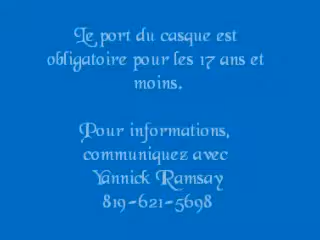 Le port du casque est
obligatoire pour les 17 ans et
moins.
Pour informations,
communiquez avec
Yannick Ramsay
819-621-5698